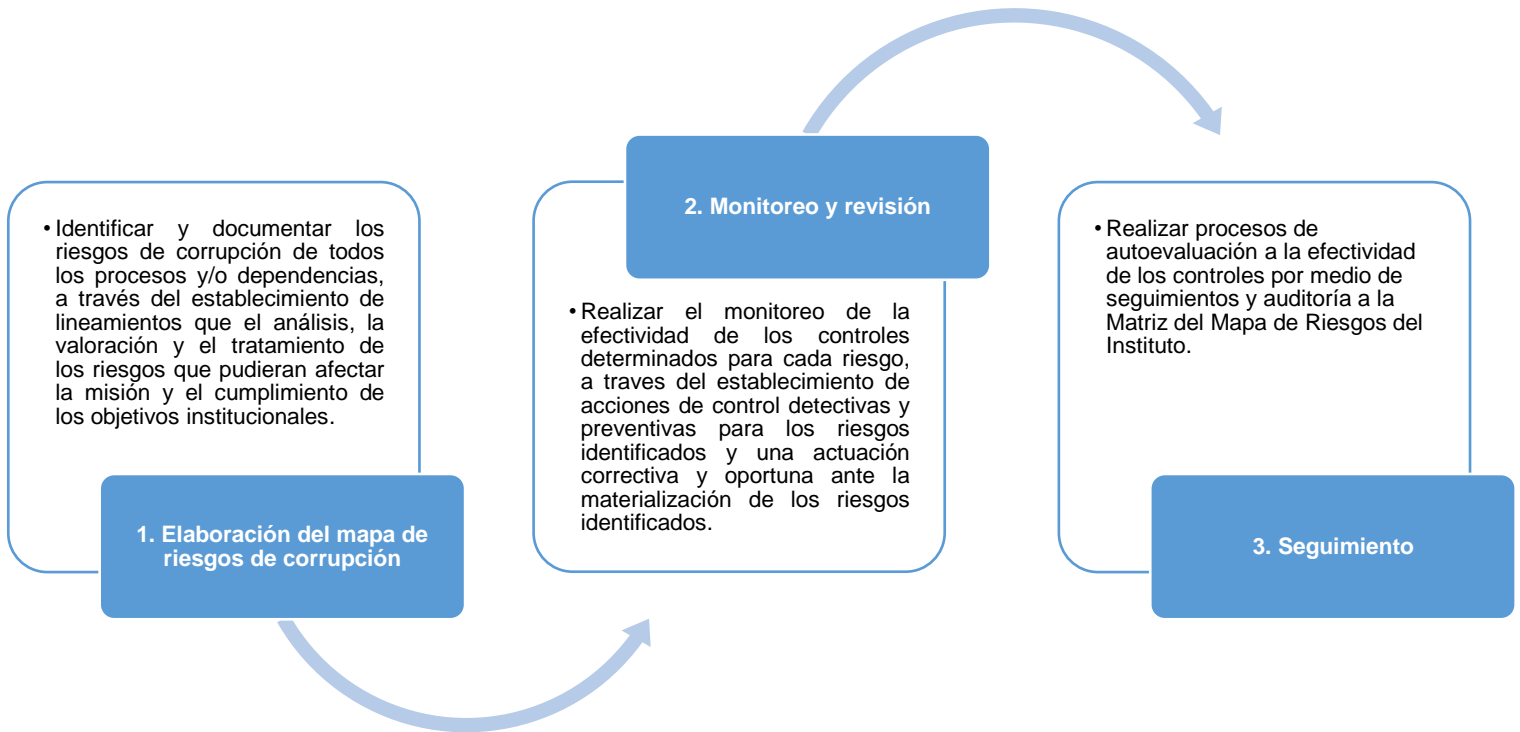 • Identificar y documentar los
riesgos de corrupción de todos
los procesos y/o dependencias,
a través del establecimiento de
lineamientos que el análisis, la
valoración y el tratamiento de
los riesgos que pudieran afectar
la misión y el cumplimiento de
los objetivos institucionales.
1. Elaboración del mapa de
riesgos de corrupción
2. Monitoreo y revisión
• Realizar el monitoreo de la
efectividad de los controles
determinados para cada riesgo,
a traves del establecimiento de
acciones de control detectivas y
preventivas para los riesgos
identificados y una actuación
correctiva y oportuna ante la
materialización de los riesgos
identificados.
• Realizar procesos de
autoevaluación a la efectividad
de los controles por medio de
seguimientos y auditoría a la
Matriz del Mapa de Riesgos del
Instituto.
3. Seguimiento